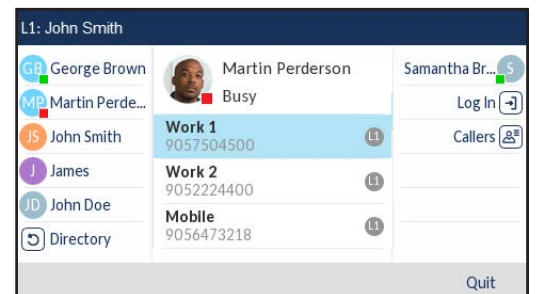 L1: John Smith
GB George Brown
MP Martin Perde...
JS John Smith
J James
JD John Doe
Directory
Martin Perderson
Busy
Work 1
9057504500 L1
Work 2
9052224400 L1
Mobile
9056473218 L1
Samantha Br... S
Log In
Callers
Quit